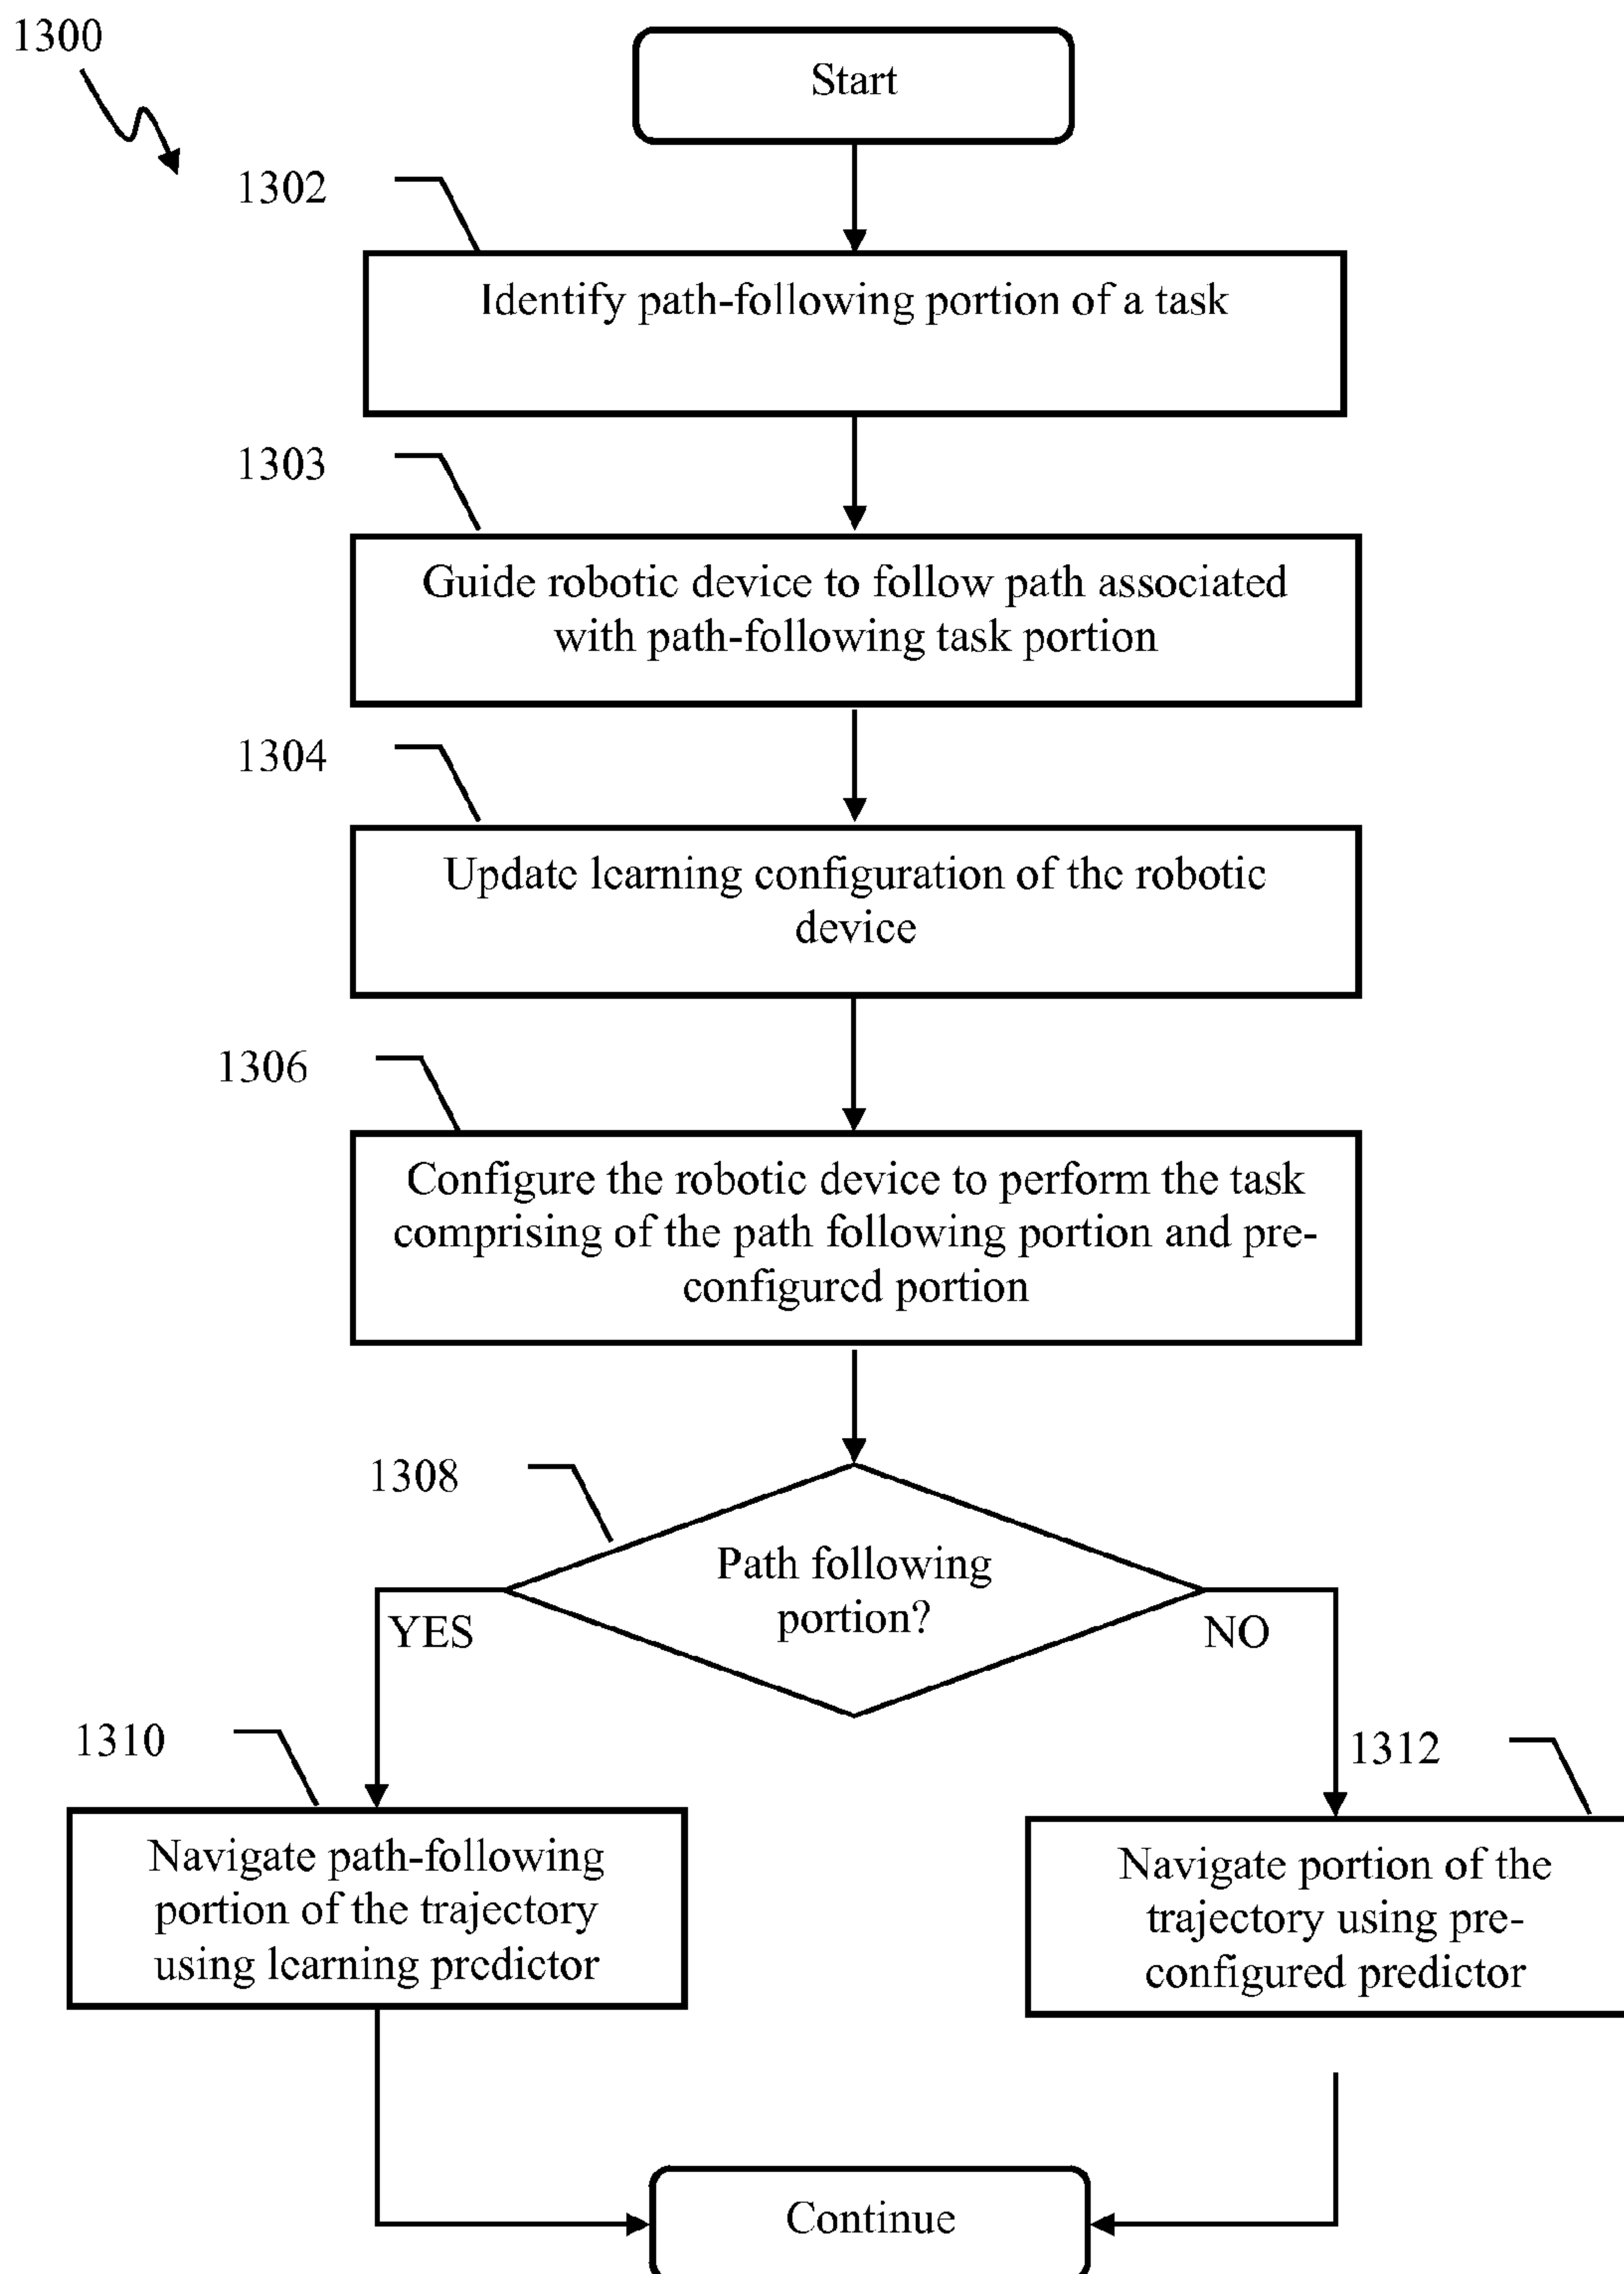 1300
Start
1302
Identify path-following portion of a task
1303
Guide robotic device to follow path associated
with path-following task portion
1304
Update learning configuration of the robotic
device
1306
Configure the robotic device to perform the task
comprising of the path following portion and pre-
configured portion
1308
Path following
portion?
YES
NO
1310
Navigate path-following
portion of the trajectory
using learning predictor
1312
Navigate portion of the
trajectory using pre-
configured predictor
Continue